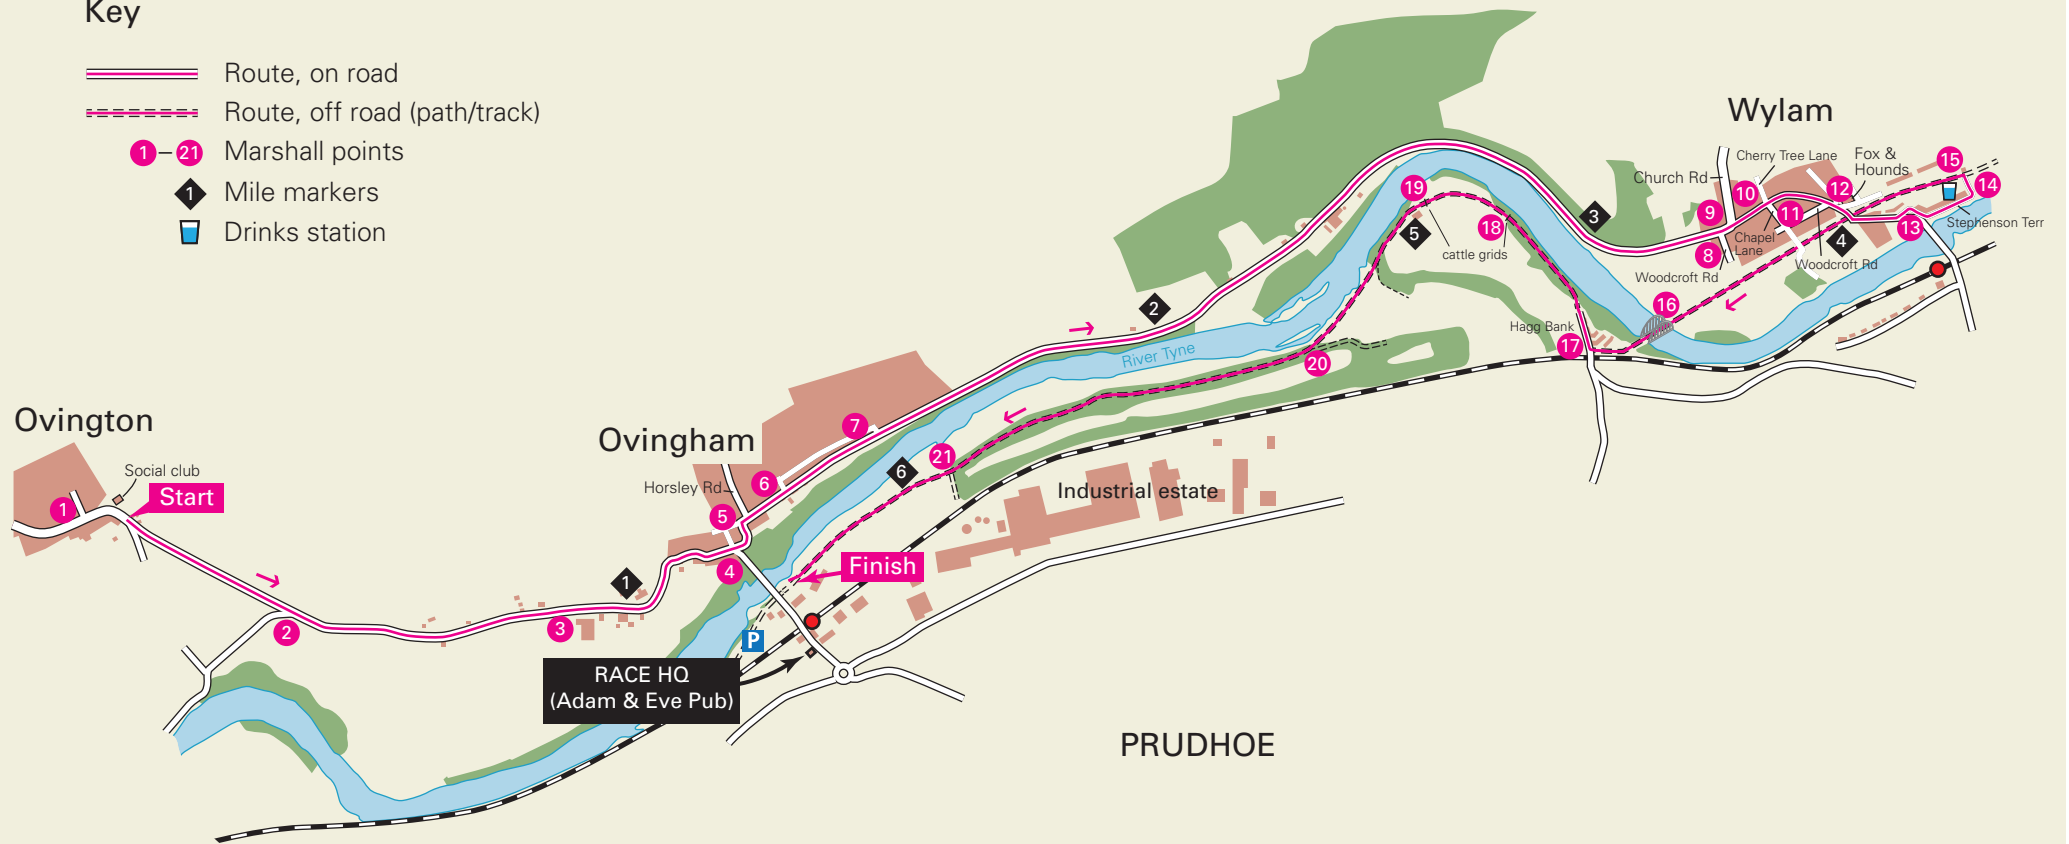 Key
Route, on road
Route, off road (path/track)
1 – 21 Marshall points
1 Mile markers
Drinks station
Wylam
Cherry Tree Lane
Fox &
Hounds
Church Rd
15
14
12
10
9
11
13
8
Chapel
Lane
Stephenson Terr
Woodcroft Rd
4
Woodcroft Rd
16
3
19
18
5
cattle grids
Hagg Bank
17
2
River Tyne
20
Ovington
Social club
Start
1
Ovingham
7
6
Horsley Rd
5
21
6
Industrial estate
4
Finish
1
2
3
P
RACE HQ
(Adam & Eve Pub)
PRUDHOE